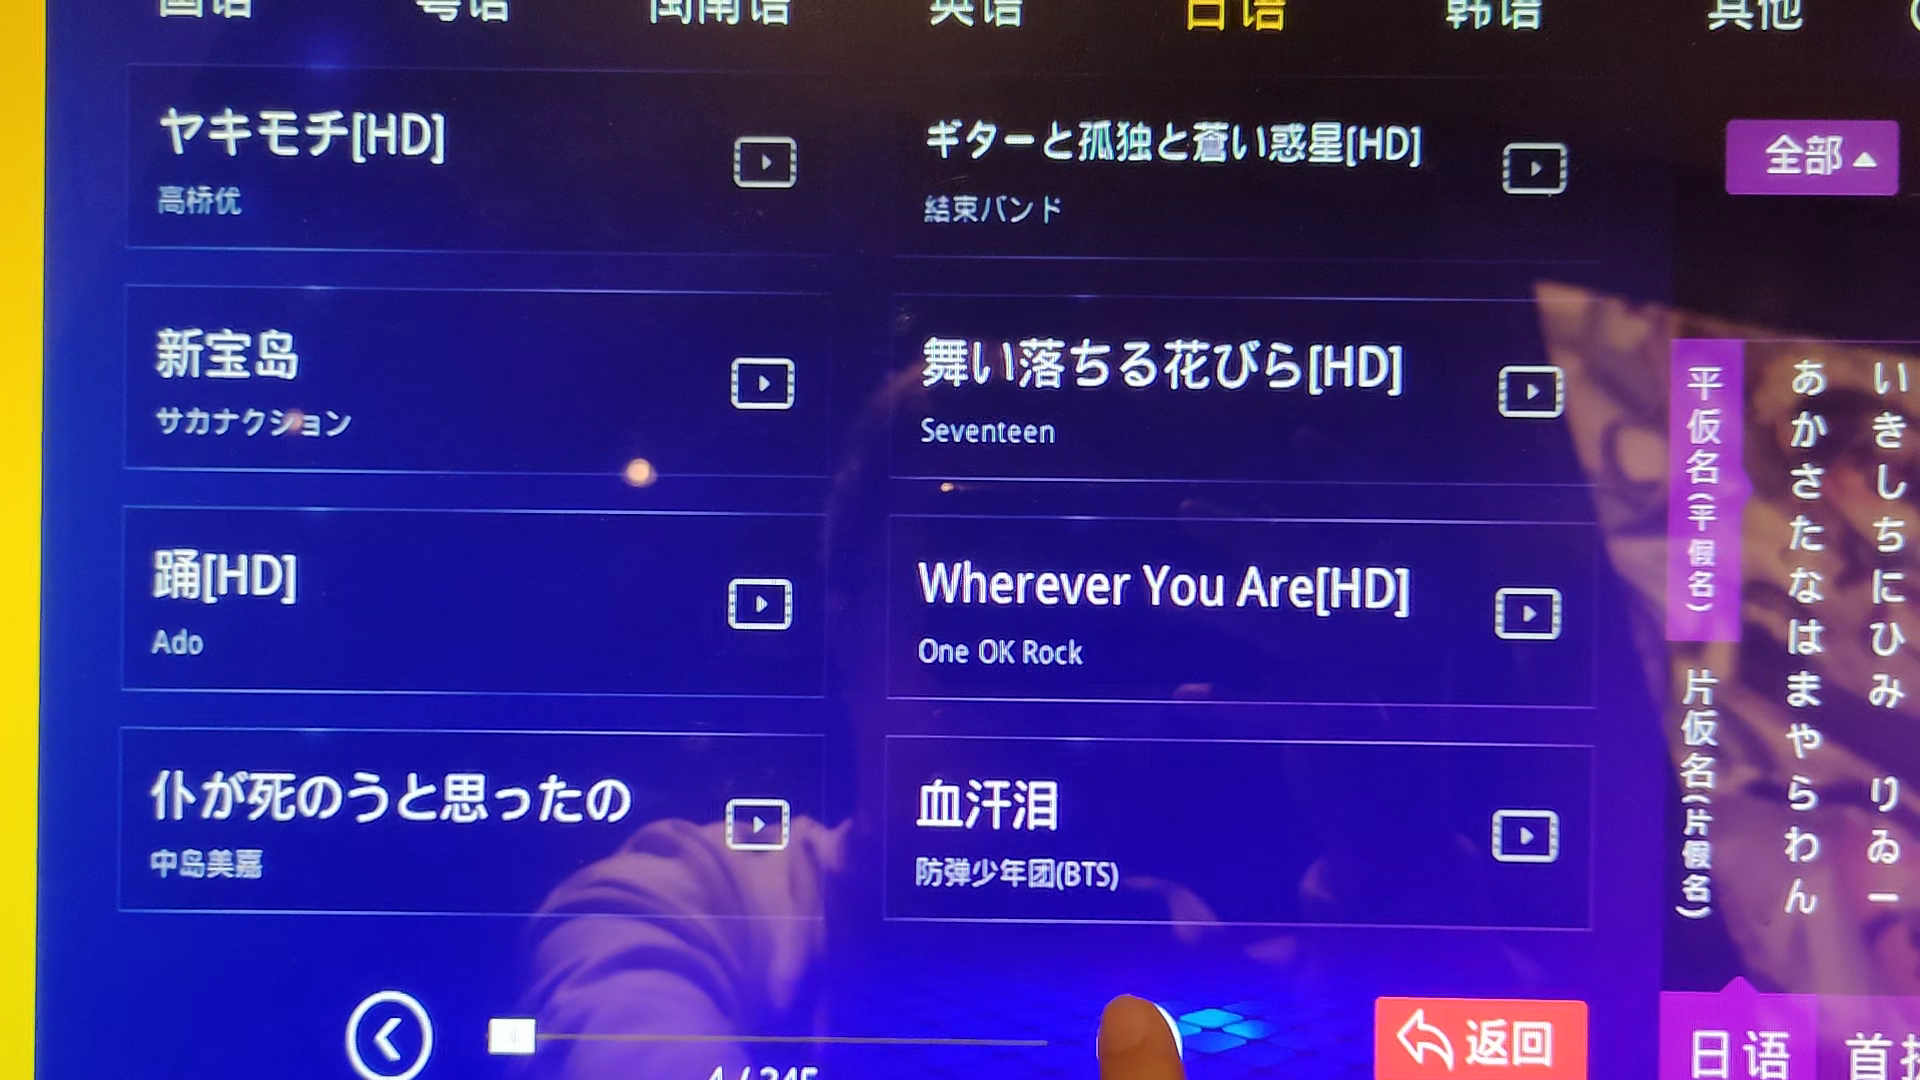 国语 粤语 闽南语 英语 日语 韩语 其他
ヤキモチ[HD]
高桥优
ギターと孤独と蒼い惑星[HD]
結束バンド
全部
新宝岛
サカナクション
舞い落ちる花びら[HD]
Seventeen
踊[HD]
Ado
Wherever You Are[HD]
One OK Rock
仆が死のうと思ったの
中岛美嘉
血汗泪
防弹少年团(BTS)
平仮名(平假名)
片仮名(片假名)
あかさたなはまやらわん
いきしちにひみ りゐー
4/345
返回
日语
首